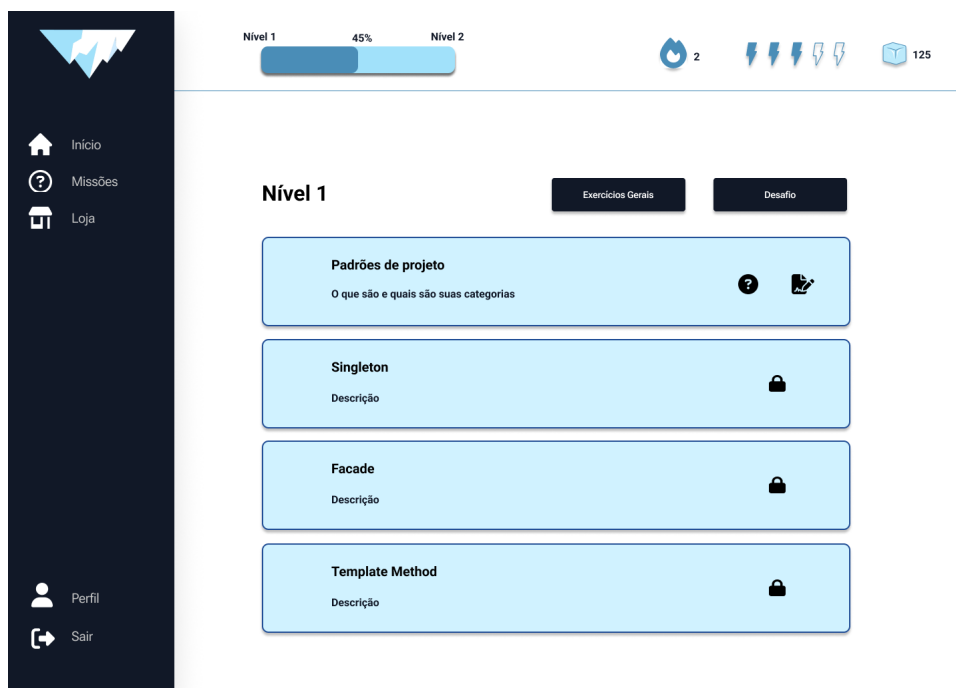 Nível 1 45% Nível 2
2
125
Início
Missões
Loja
Nível 1
Exercícios Gerais
Desafio
Padrões de projeto
O que são e quais são suas categorias
Singleton
Descrição
Facade
Descrição
Template Method
Descrição
Perfil
Sair